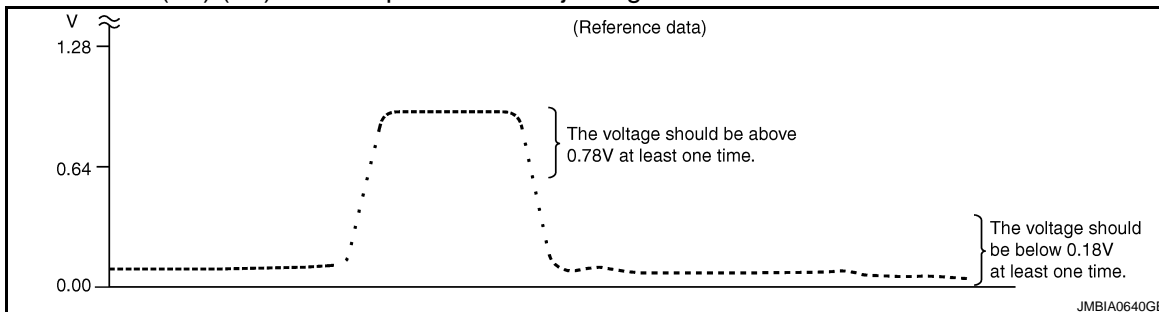 V
(Reference data)
1.28
The voltage should be above
0.78V at least one time.
0.64
The voltage should
be below 0.18V
at least one time.
0.00